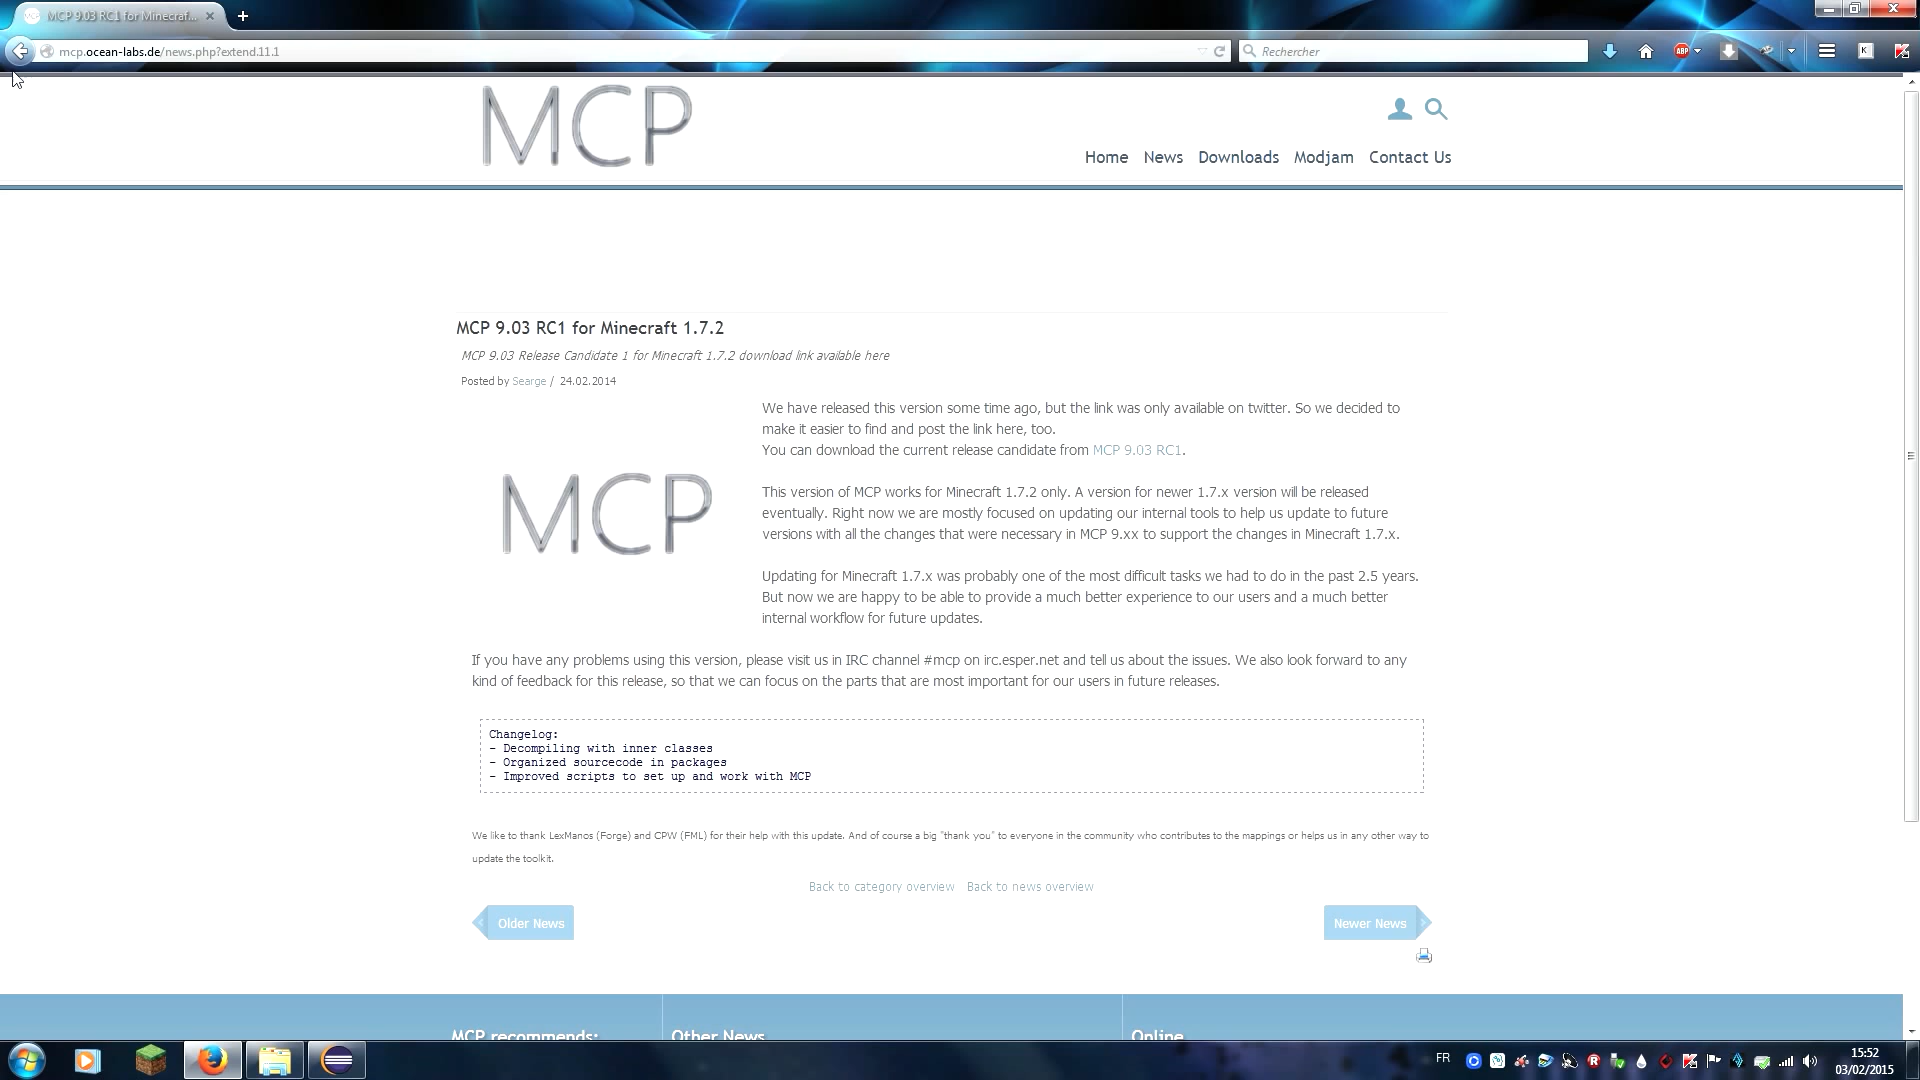 MCP 9.03 RC1 for Minecraf...
mcp.ocean-labs.de/news.php?extend.11.1
Rechercher
ABP
K
MCP
Home News Downloads Modjam Contact Us
MCP 9.03 RC1 for Minecraft 1.7.2
MCP 9.03 Release Candidate 1 for Minecraft 1.7.2 download link available here
Posted by Searge / 24.02.2014
We have released this version some time ago, but the link was only available on twitter. So we decided to
make it easier to find and post the link here, too.
You can download the current release candidate from MCP 9.03 RC1.
MCP
This version of MCP works for Minecraft 1.7.2 only. A version for newer 1.7.x version will be released
eventually. Right now we are mostly focused on updating our internal tools to help us update to future
versions with all the changes that were necessary in MCP 9.xx to support the changes in Minecraft 1.7.x.
Updating for Minecraft 1.7.x was probably one of the most difficult tasks we had to do in the past 2.5 years.
But now we are happy to be able to provide a much better experience to our users and a much better
internal workflow for future updates.
If you have any problems using this version, please visit us in IRC channel #mcp on irc.esper.net and tell us about the issues. We also look forward to any
kind of feedback for this release, so that we can focus on the parts that are most important for our users in future releases.
Changelog:
- Decompiling with inner classes
- Organized sourcecode in packages
- Improved scripts to set up and work with MCP
We like to thank LexManos (Forge) and CPW (FML) for their help with this update. And of course a big "thank you" to everyone in the community who contributes to the mappings or helps us in any other way to
update the toolkit.
Back to category overview Back to news overview
Older News
Newer News
MCP recommends:
Other News
Online
FR
15:52
03/02/2015